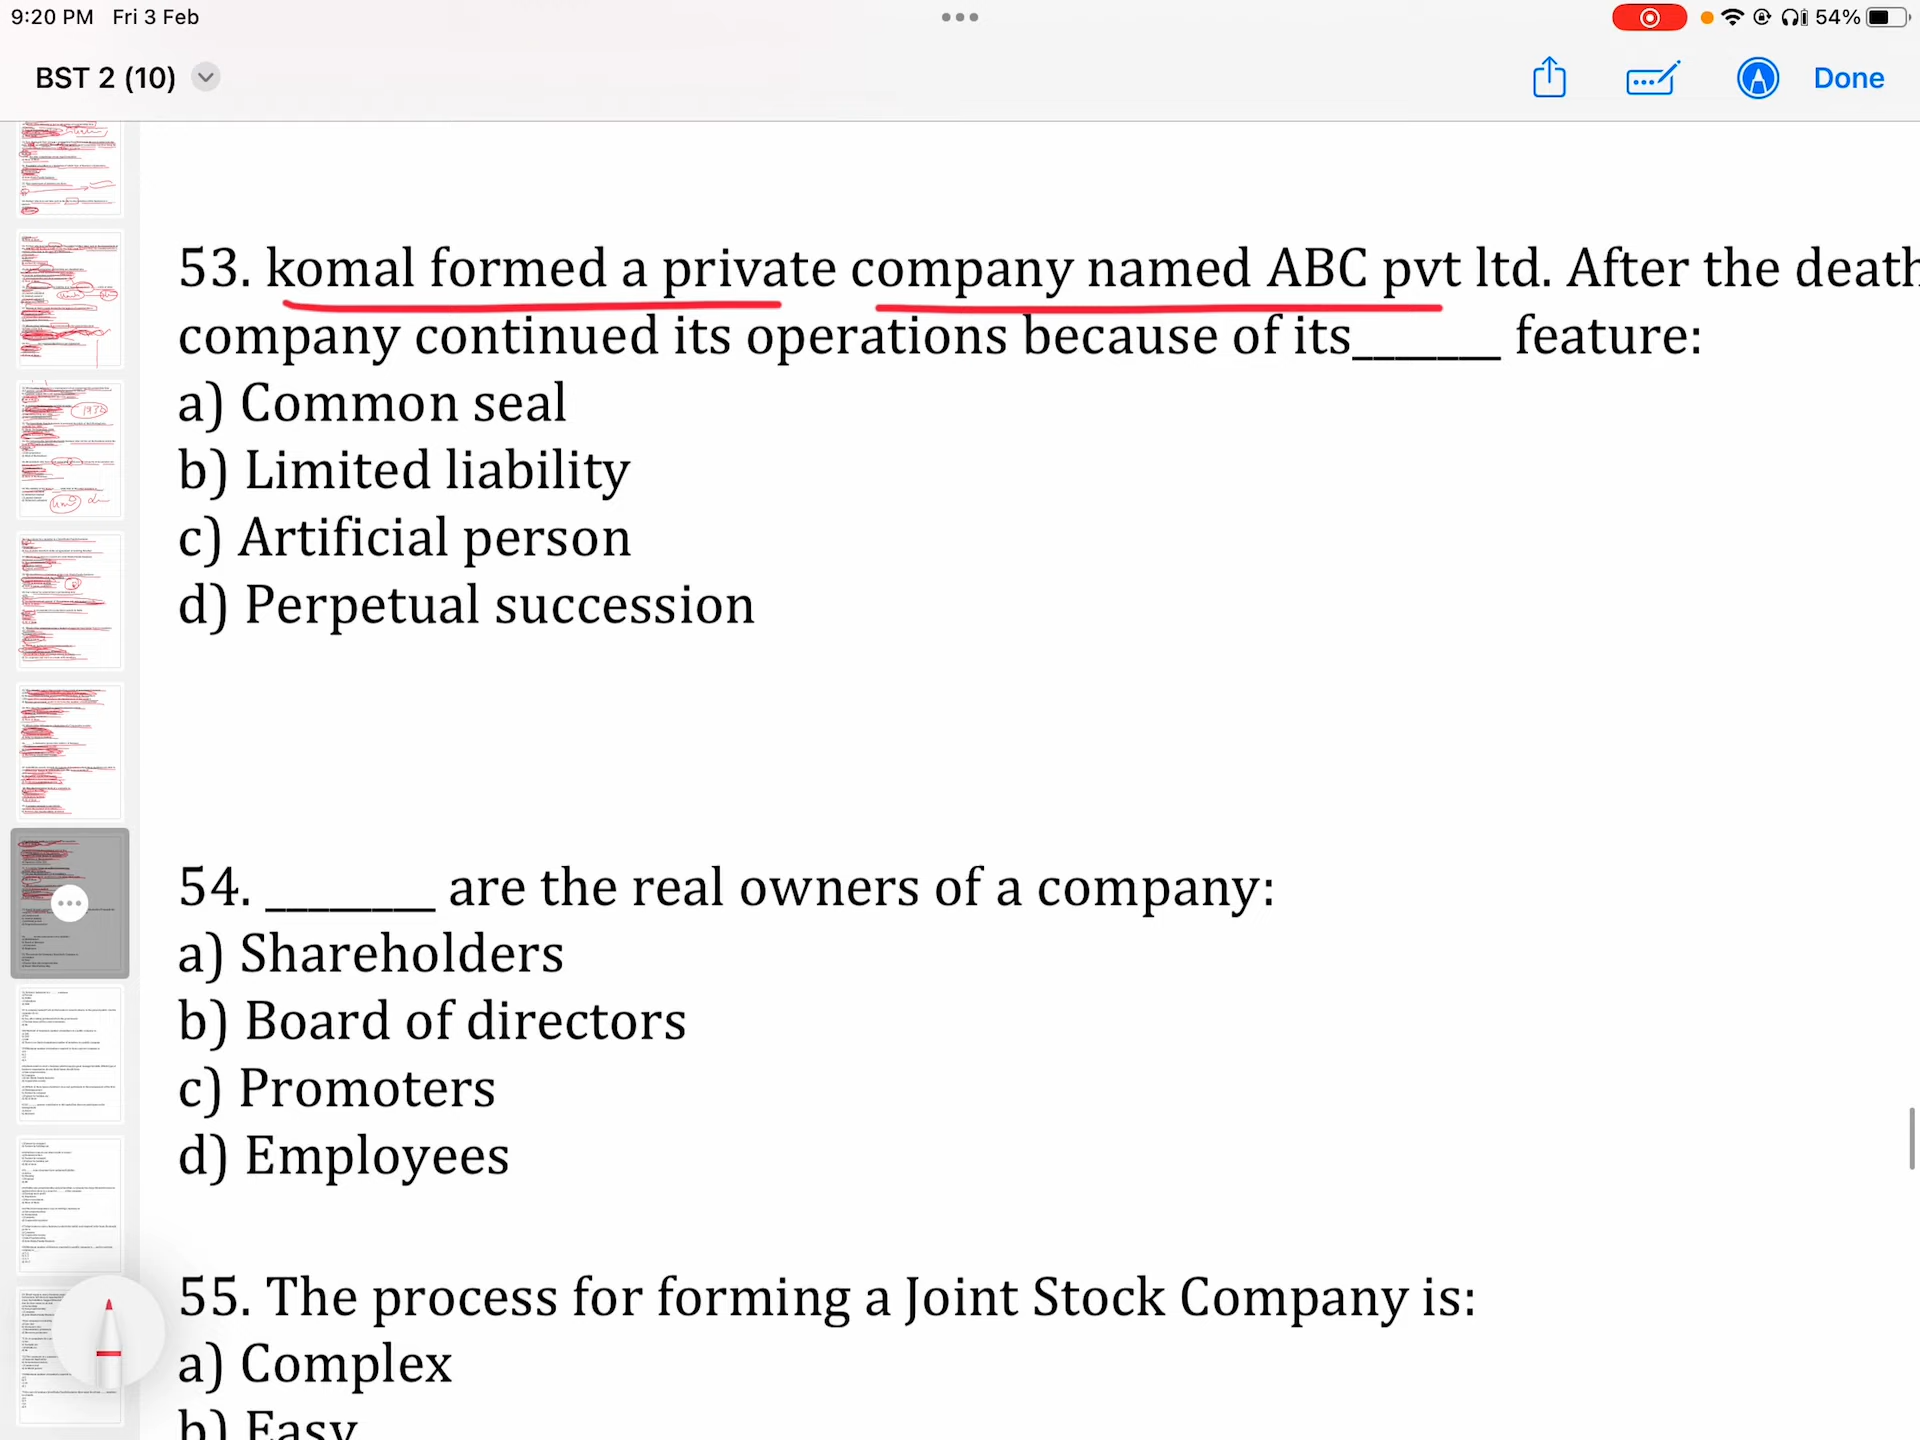 9:20 PM Fri 3 Feb
54%
BST 2 (10)
Done
53. komal formed a private company named ABC pvt ltd. After the death
company continued its operations because of its_______ feature:
a) Common seal
b) Limited liability
c) Artificial person
d) Perpetual succession
54. ________ are the real owners of a company:
a) Shareholders
b) Board of directors
c) Promoters
d) Employees
55. The process for forming a Joint Stock Company is:
a) Complex
b) Easy